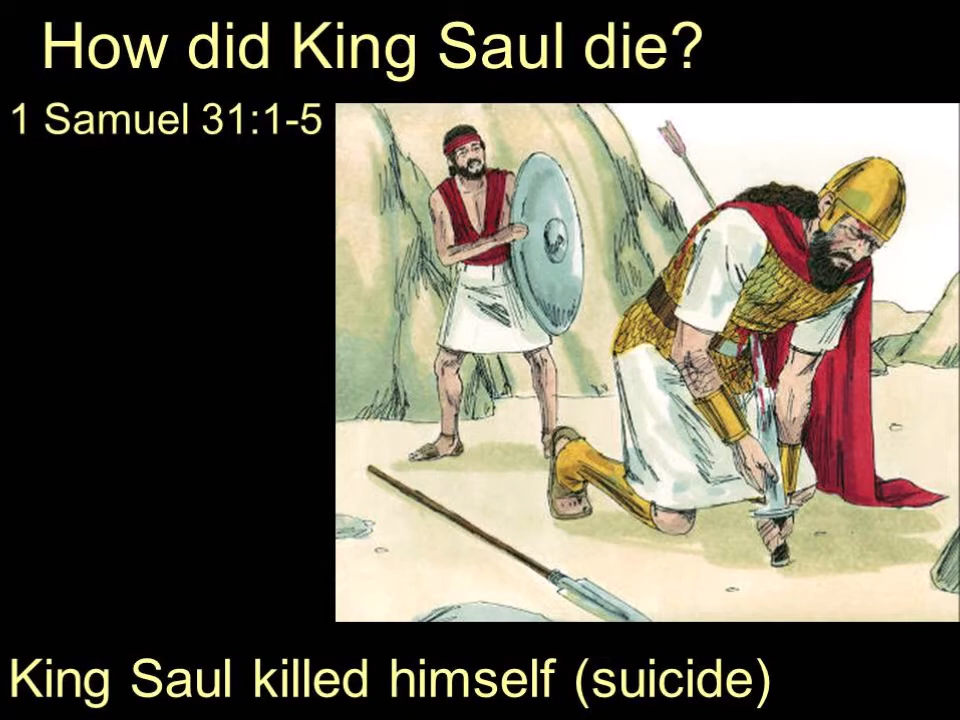 How did King Saul die?
1 Samuel 31:1-5
King Saul killed himself (suicide)